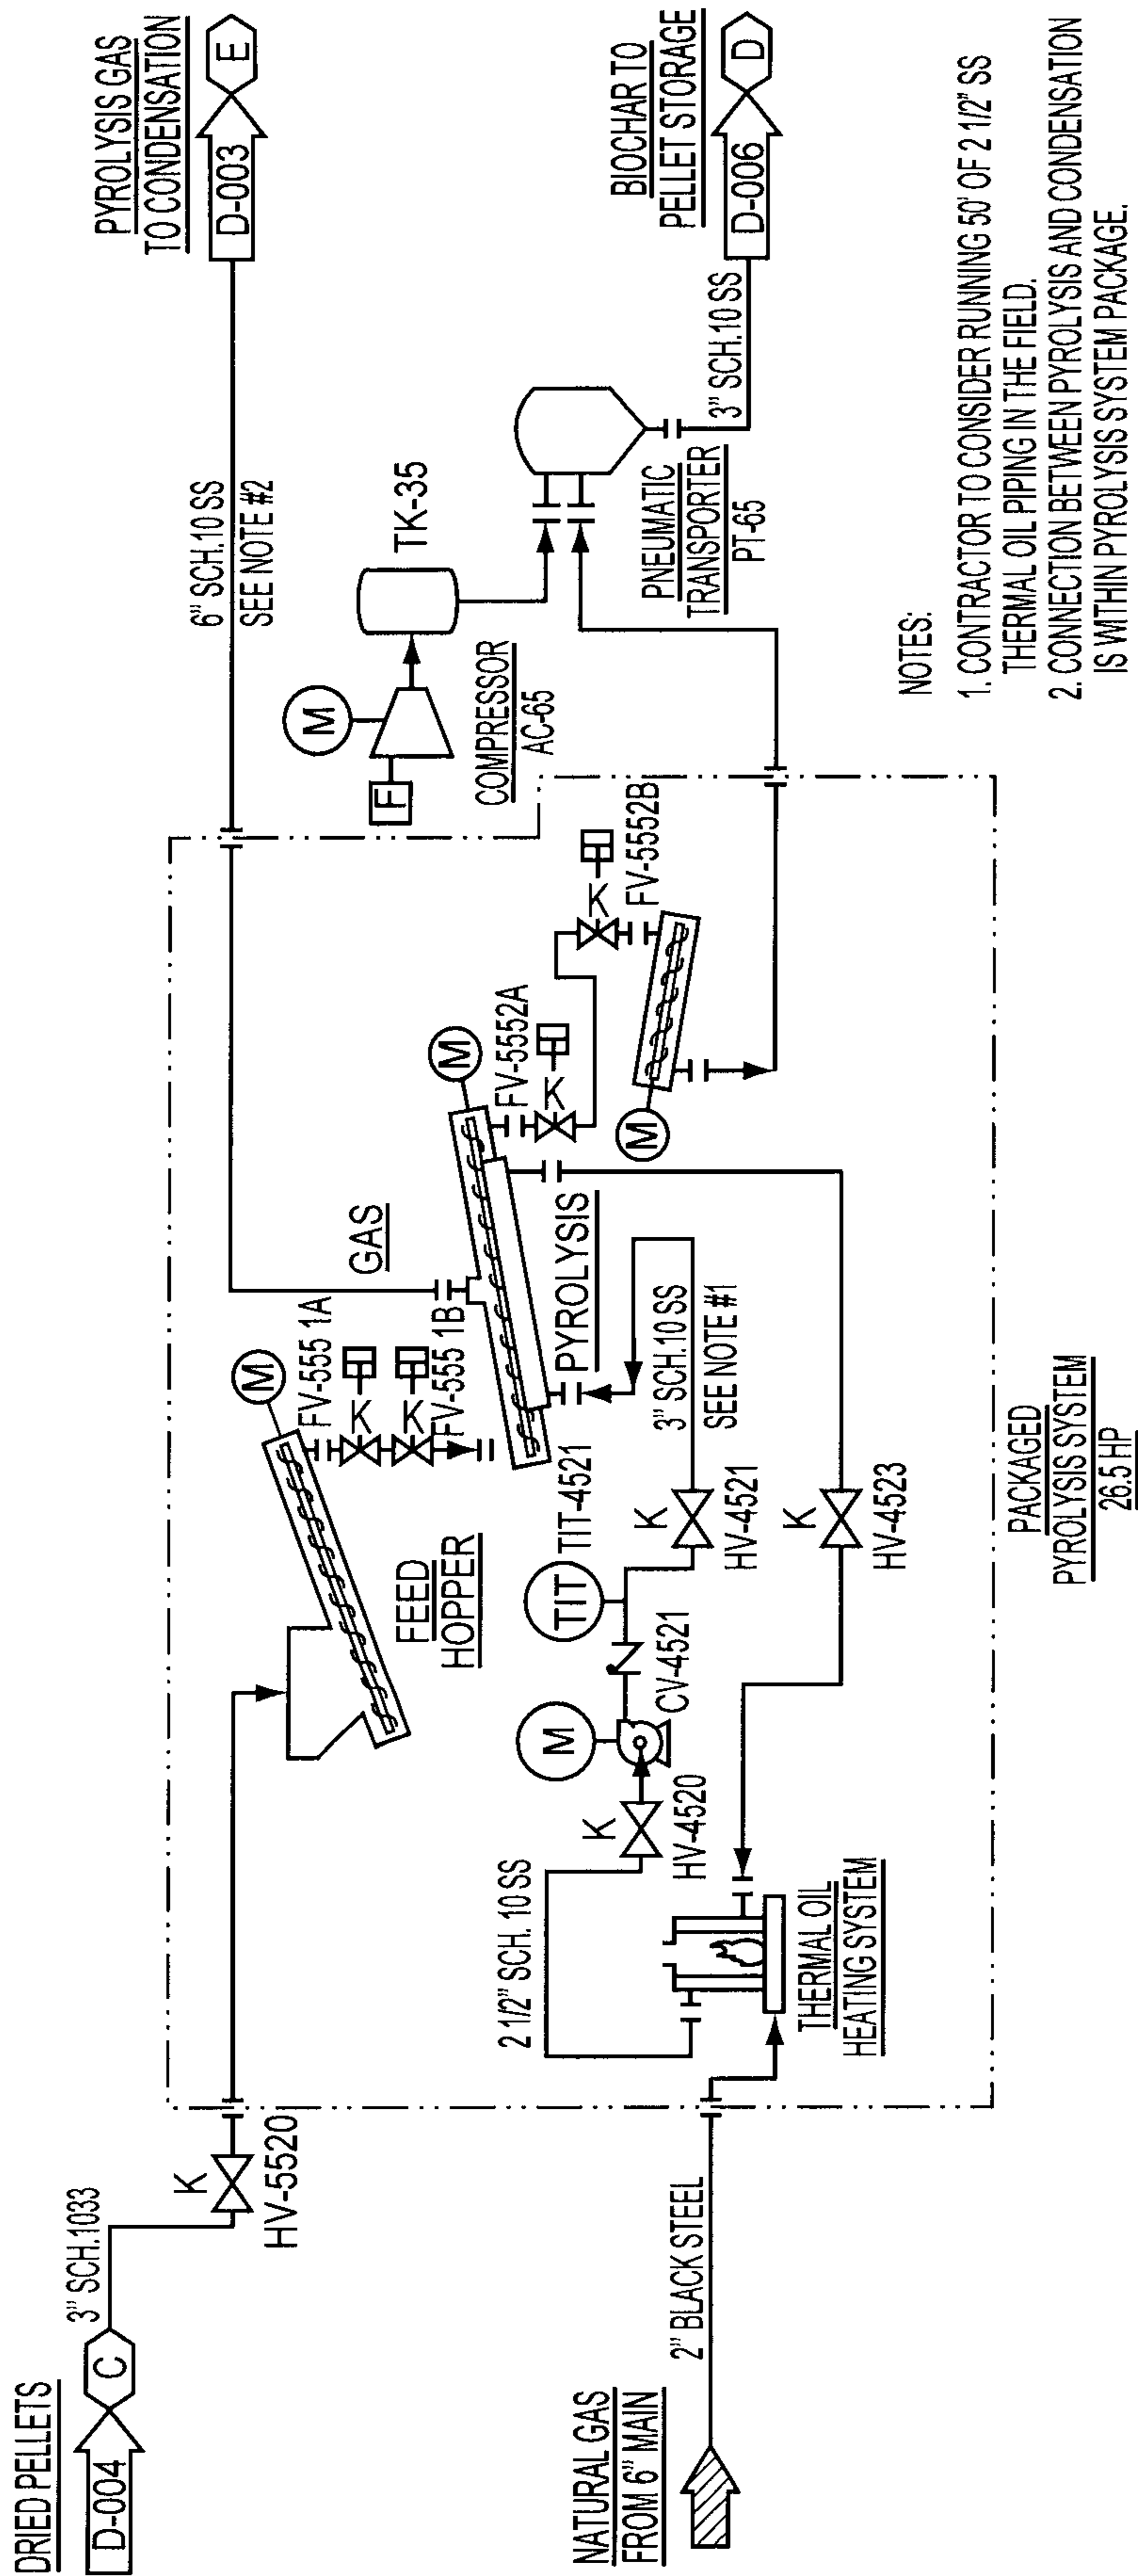 DRIED PELLETS
D-004
C
3" SCH.1033
K
HV-5520
NATURAL GAS
FROM 6" MAIN
2" BLACK STEEL
PYROLYSIS GAS
TO CONDENSATION
D-003
E
6" SCH.10 SS
SEE NOTE #2
GAS
M
FEED
HOPPER
FV-555 1A
K
K
FV-555 1B
M
PYROLYSIS
FV-5552A
K
K
FV-5552B
M
M
F
COMPRESSOR
AC-65
TK-35
PNEUMATIC
TRANSPORTER
PT-65
3" SCH.10 SS
BIOCHAR TO
PELLET STORAGE
D-006
D
2 1/2" SCH. 10 SS
K
HV-4520
M
CV-4521
TIT
TIT-4521
K
HV-4521
3" SCH.10 SS
SEE NOTE #1
K
HV-4523
THERMAL OIL
HEATING SYSTEM
PACKAGED
PYROLYSIS SYSTEM
26.5 HP
NOTES:
1. CONTRACTOR TO CONSIDER RUNNING 50' OF 2 1/2" SS
THERMAL OIL PIPING IN THE FIELD.
2. CONNECTION BETWEEN PYROLYSIS AND CONDENSATION
IS WITHIN PYROLYSIS SYSTEM PACKAGE.